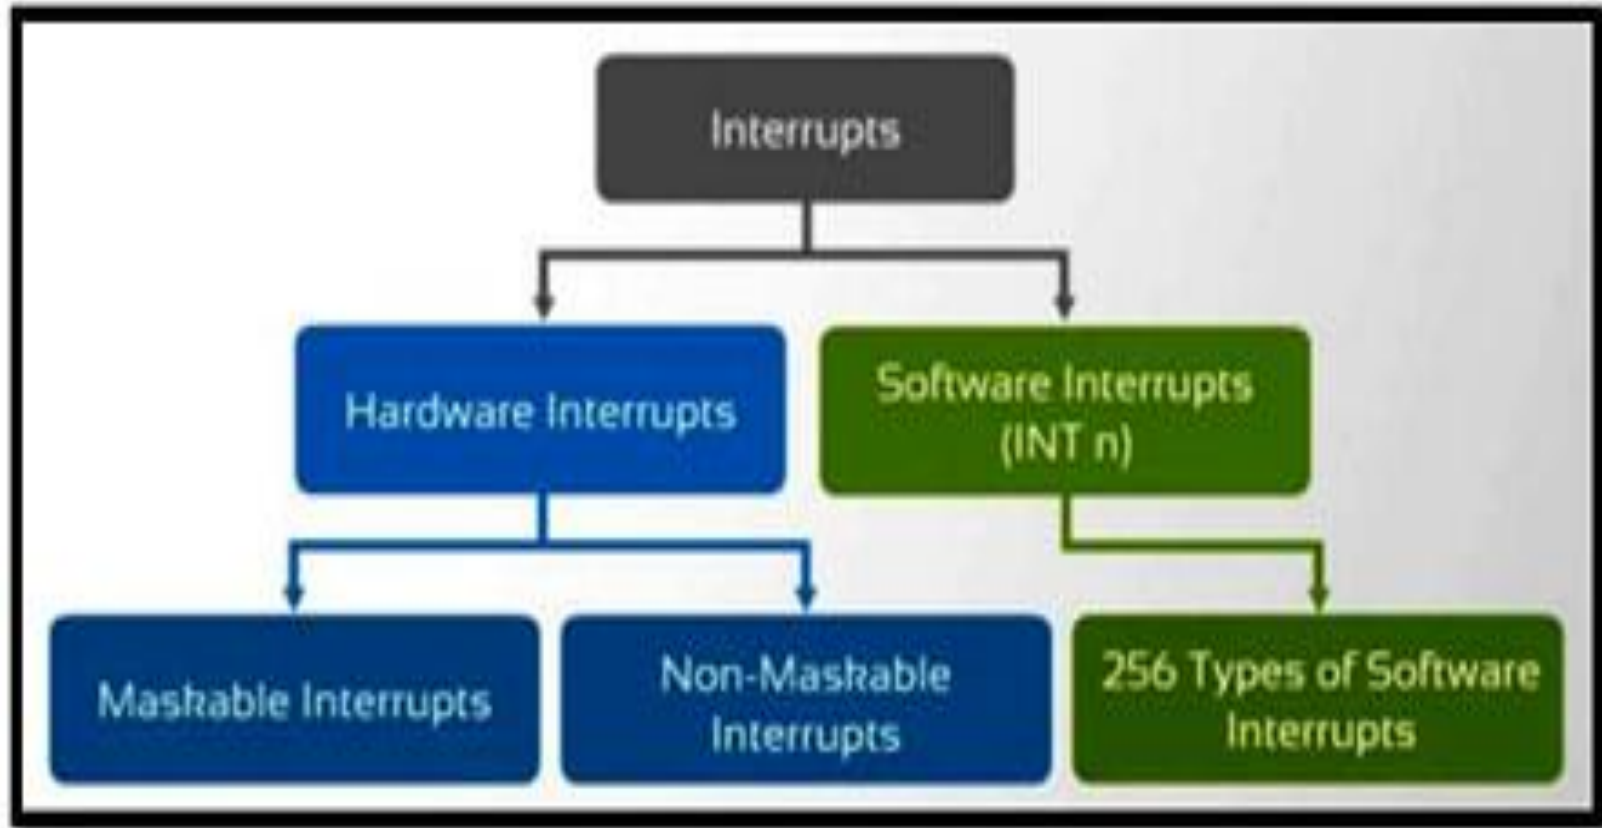 Interrupts
Hardware Interrupts
Software Interrupts
(INT n)
Maskable Interrupts
Non-Maskable
Interrupts
256 Types of Software
Interrupts